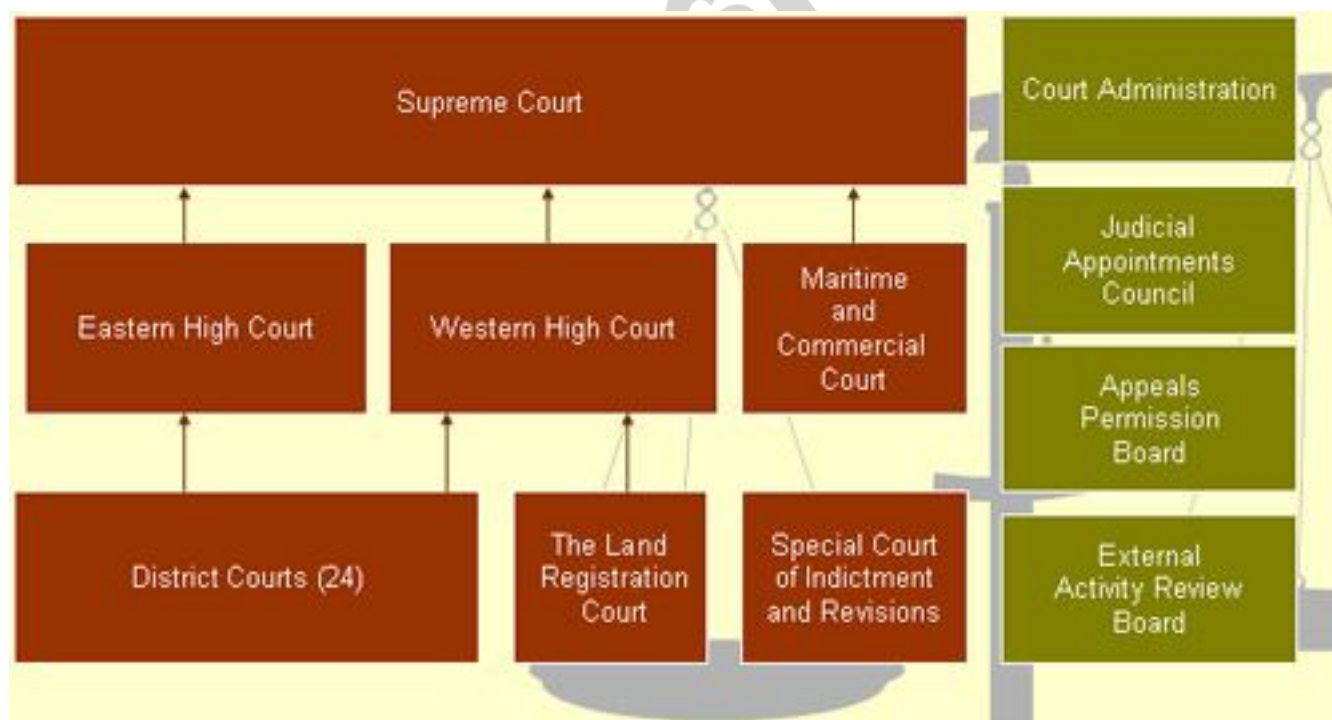 Supreme Court
Court Administration
Eastern High Court
Western High Court
Maritime
and
Commercial
Court
Judicial
Appointments
Council
Appeals
Permission
Board
District Courts (24)
The Land
Registration
Court
Special Court
of Indictment
and Revisions
External
Activity Review
Board